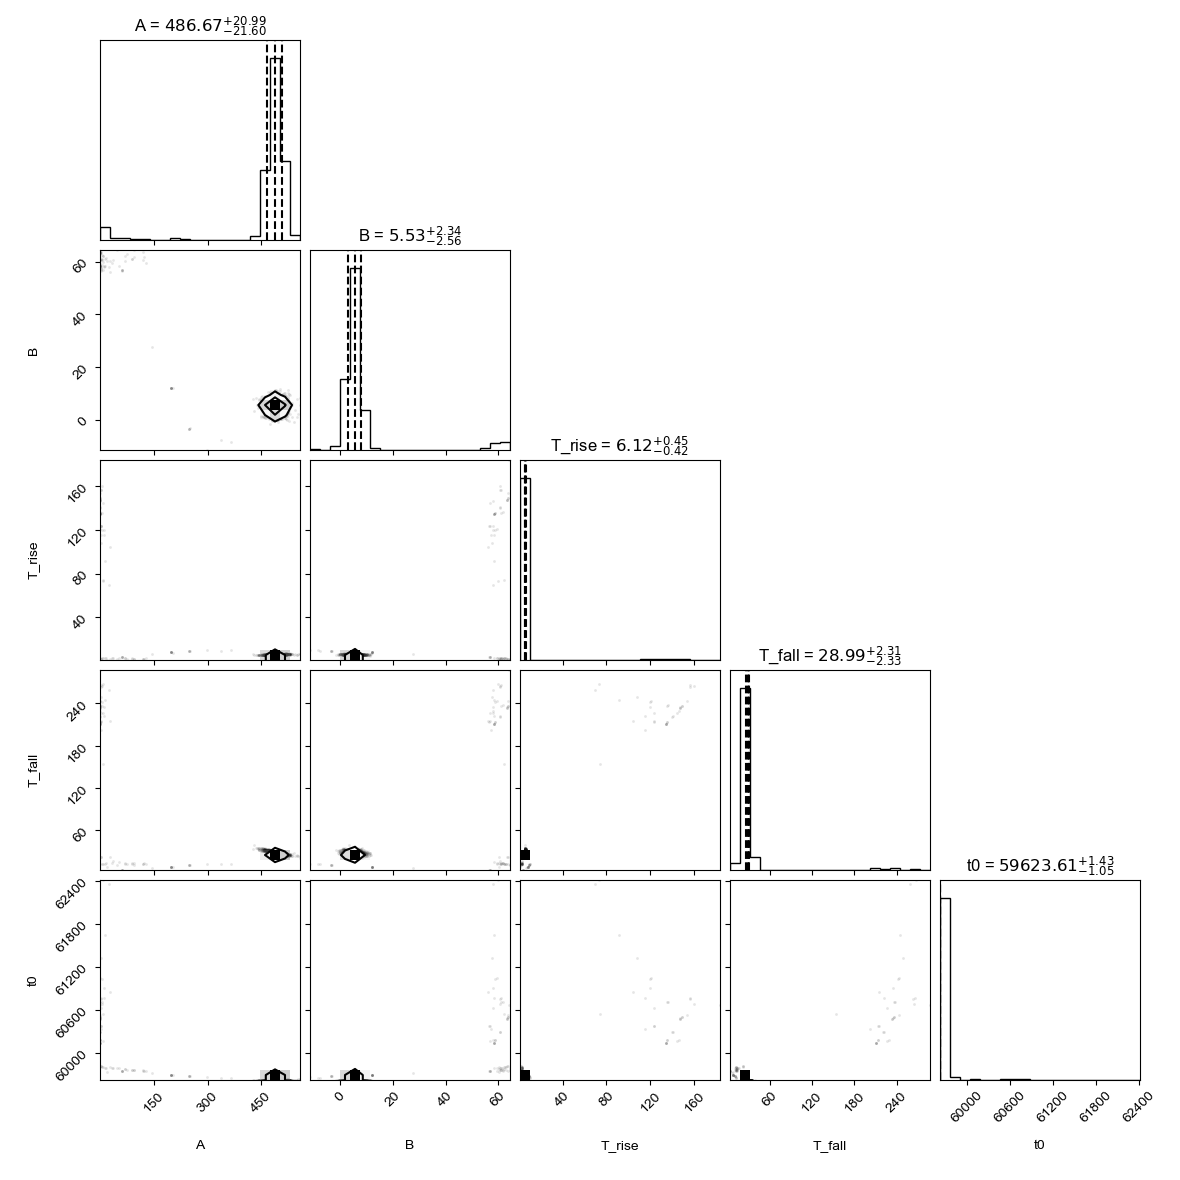 A = 486.67+20.99−21.60
B = 5.53+2.34−2.56
60
40
20
0
B
T_rise = 6.12+0.45−0.42
160
120
80
40
T_rise
T_fall = 28.99+2.31−2.33
240
180
120
60
T_fall
t0 = 59623.61+1.43−1.05
62400
61800
61200
60600
60000
t0
150 300 450 0 20 40 60 40 80 120 160 60 120 180 240 60000 60600 61200 61800 62400
A B T_rise T_fall t0